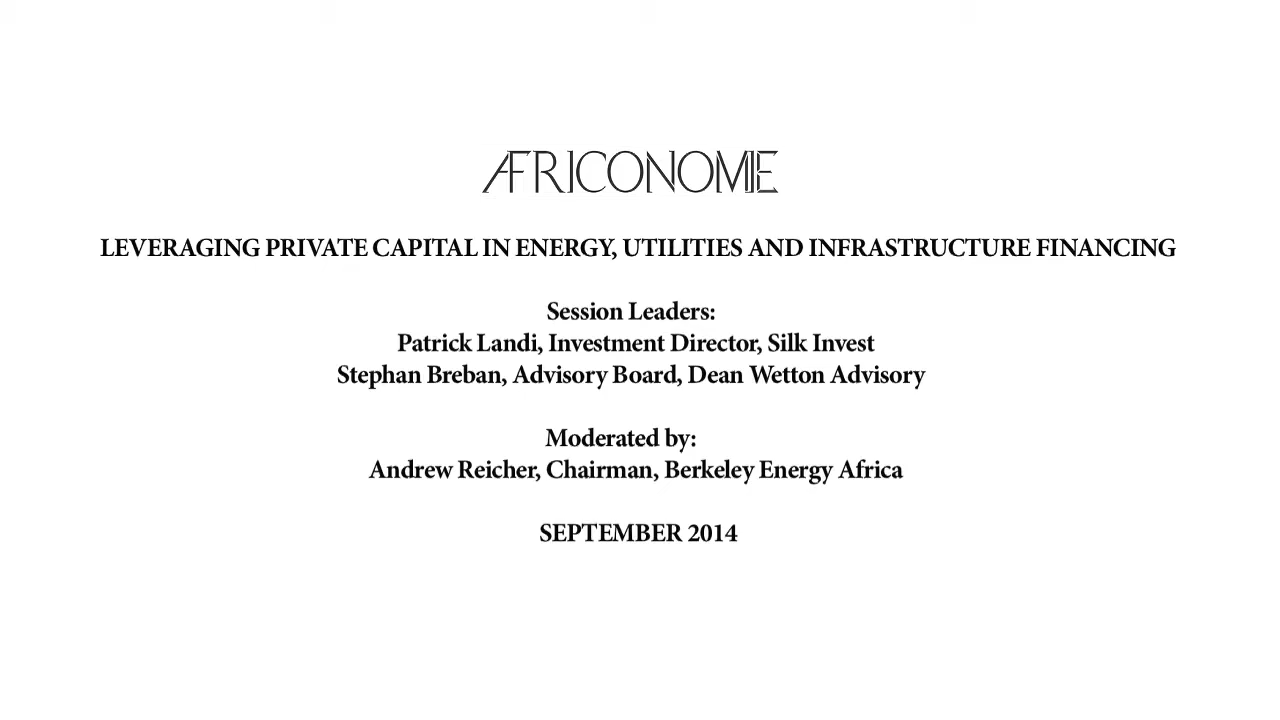 AFRICONOMIE
LEVERAGING PRIVATE CAPITAL IN ENERGY, UTILITIES AND INFRASTRUCTURE FINANCING
Session Leaders:
Patrick Landi, Investment Director, Silk Invest
Stephan Breban, Advisory Board, Dean Wetton Advisory
Moderated by:
Andrew Reicher, Chairman, Berkeley Energy Africa
SEPTEMBER 2014